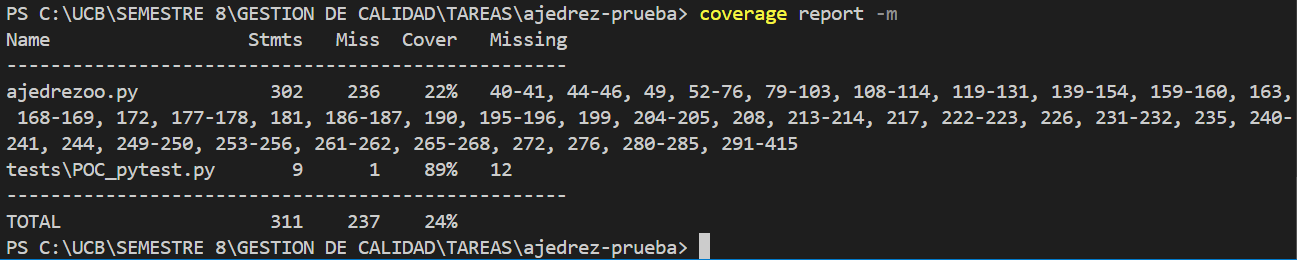 PS C:\UCB\SEMESTRE 8\GESTION DE CALIDAD\TAREAS\ajedrez-prueba> coverage report -m
Name                  Stmts   Miss  Cover   Missing
---------------------------------------------------
ajedrezoo.py            302    236    22%   40-41, 44-46, 49, 52-76, 79-103, 108-114, 119-131, 139-154, 159-160, 163,
 168-169, 172, 177-178, 181, 186-187, 190, 195-196, 199, 204-205, 208, 213-214, 217, 222-223, 226, 231-232, 235, 240-
241, 244, 249-250, 253-256, 261-262, 265-268, 272, 276, 280-285, 291-415
tests\POC_pytest.py       9      1    89%   12
---------------------------------------------------
TOTAL                   311    237    24%
PS C:\UCB\SEMESTRE 8\GESTION DE CALIDAD\TAREAS\ajedrez-prueba>